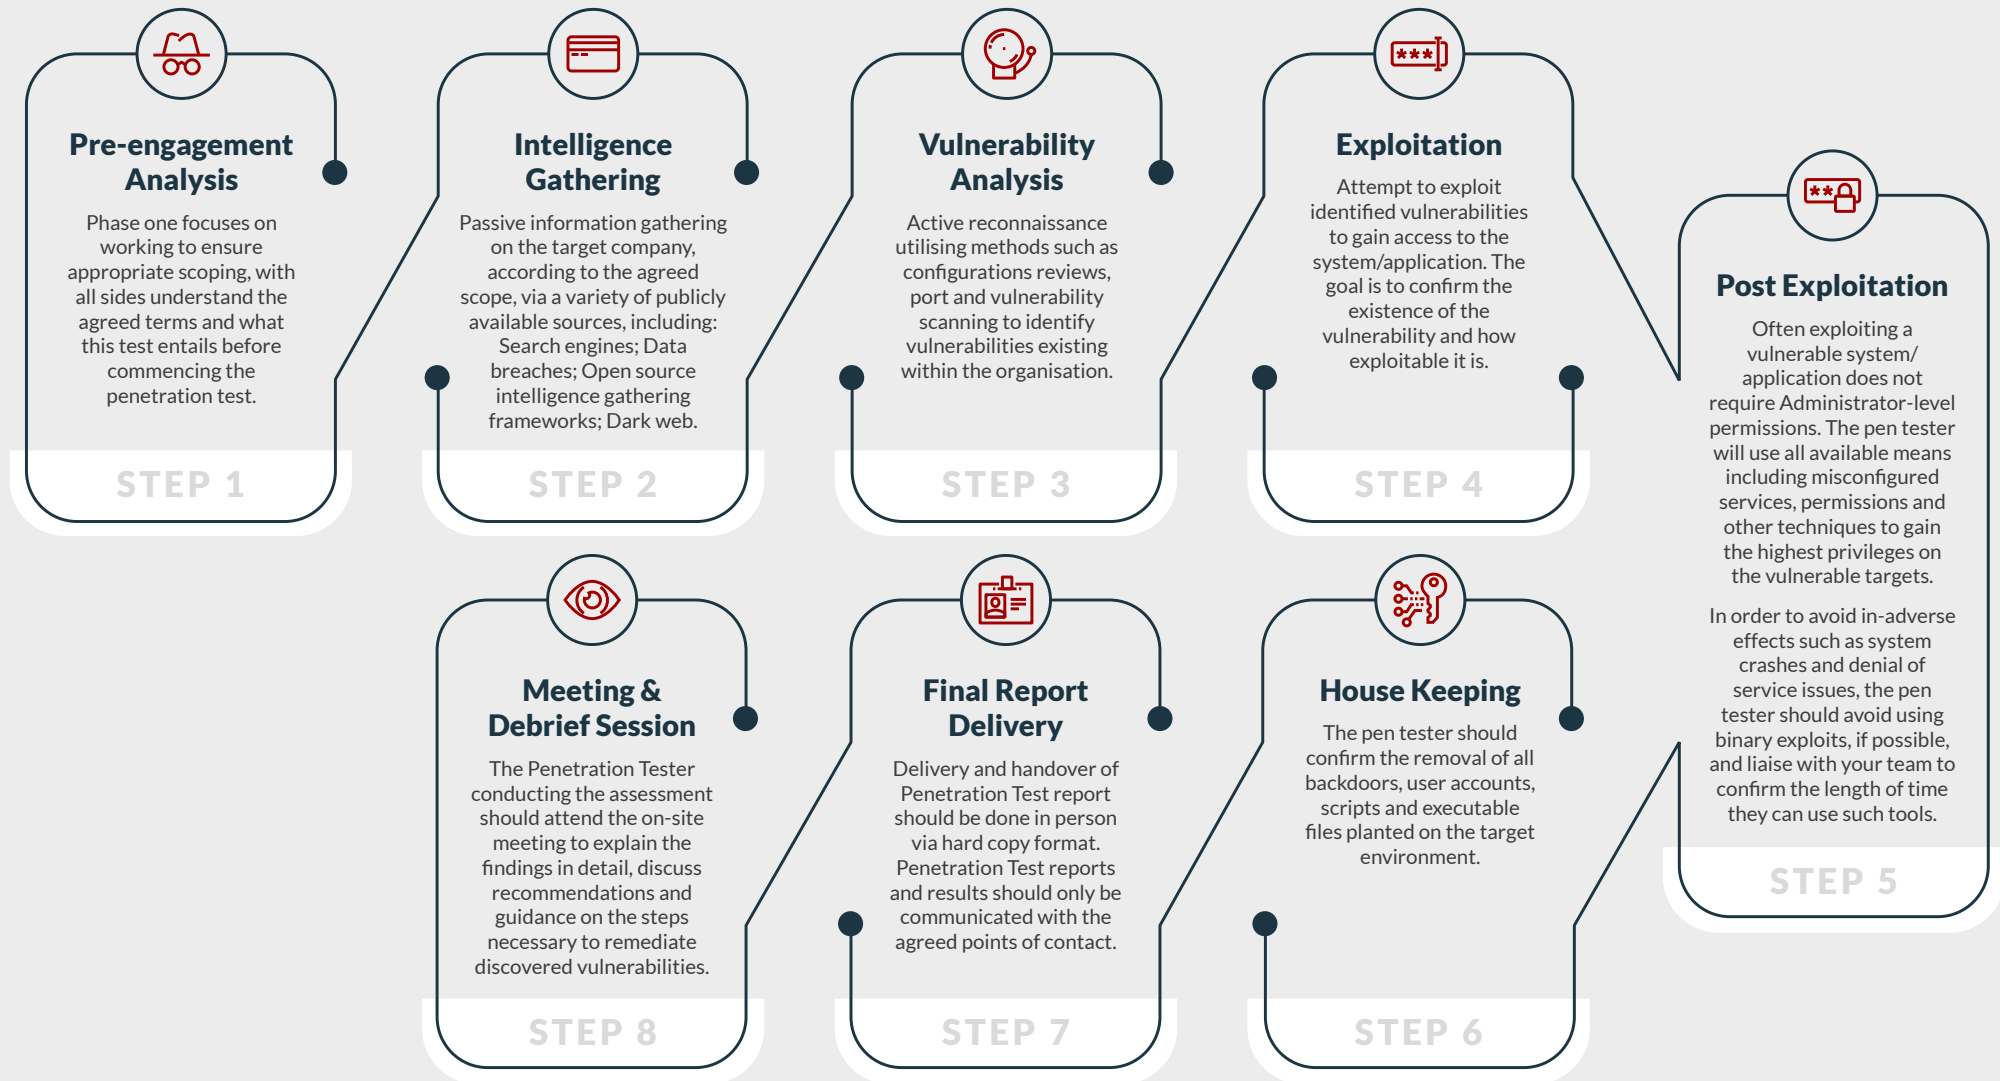 Pre-engagement
Analysis
Phase one focuses on
working to ensure
appropriate scoping, with
all sides understand the
agreed terms and what
this test entails before
commencing the
penetration test.
STEP 1
Intelligence
Gathering
Passive information gathering
on the target company,
according to the agreed
scope, via a variety of publicly
available sources, including:
Search engines; Data
breaches; Open source
intelligence gathering
frameworks; Dark web.
STEP 2
Vulnerability
Analysis
Active reconnaissance
utilising methods such as
configurations reviews,
port and vulnerability
scanning to identify
vulnerabilities existing
within the organisation.
STEP 3
***
Exploitation
Attempt to exploit
identified vulnerabilities
to gain access to the
system/application. The
goal is to confirm the
existence of the
vulnerability and how
exploitable it is.
STEP 4
**
Post Exploitation
Often exploiting a
vulnerable system/
application does not
require Administrator-level
permissions. The pen tester
will use all available means
including misconfigured
services, permissions and
other techniques to gain
the highest privileges on
the vulnerable targets.
In order to avoid in-adverse
effects such as system
crashes and denial of
service issues, the pen
tester should avoid using
binary exploits, if possible,
and liaise with your team to
confirm the length of time
they can use such tools.
STEP 5
House Keeping
The pen tester should
confirm the removal of all
backdoors, user accounts,
scripts and executable
files planted on the target
environment.
STEP 6
Final Report
Delivery
Delivery and handover of
Penetration Test report
should be done in person
via hard copy format.
Penetration Test reports
and results should only be
communicated with the
agreed points of contact.
STEP 7
Meeting &
Debrief Session
The Penetration Tester
conducting the assessment
should attend the on-site
meeting to explain the
findings in detail, discuss
recommendations and
guidance on the steps
necessary to remediate
discovered vulnerabilities.
STEP 8